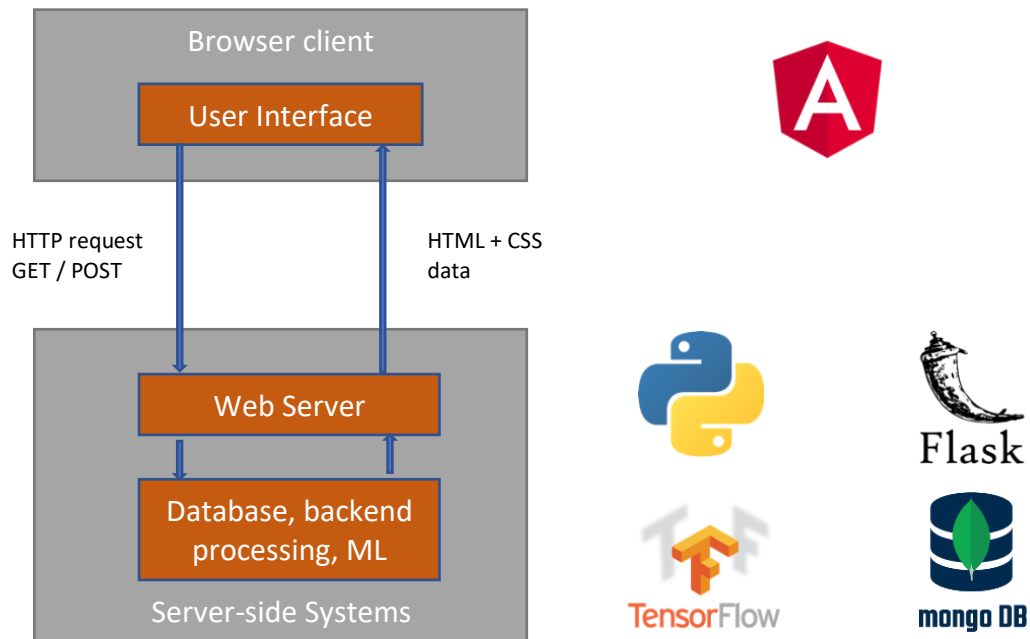 Browser client
User Interface
A
HTTP request
GET / POST
HTML + CSS
data
Web Server
Flask
Database, backend
processing, ML
Server-side Systems
TensorFlow
mongo DB